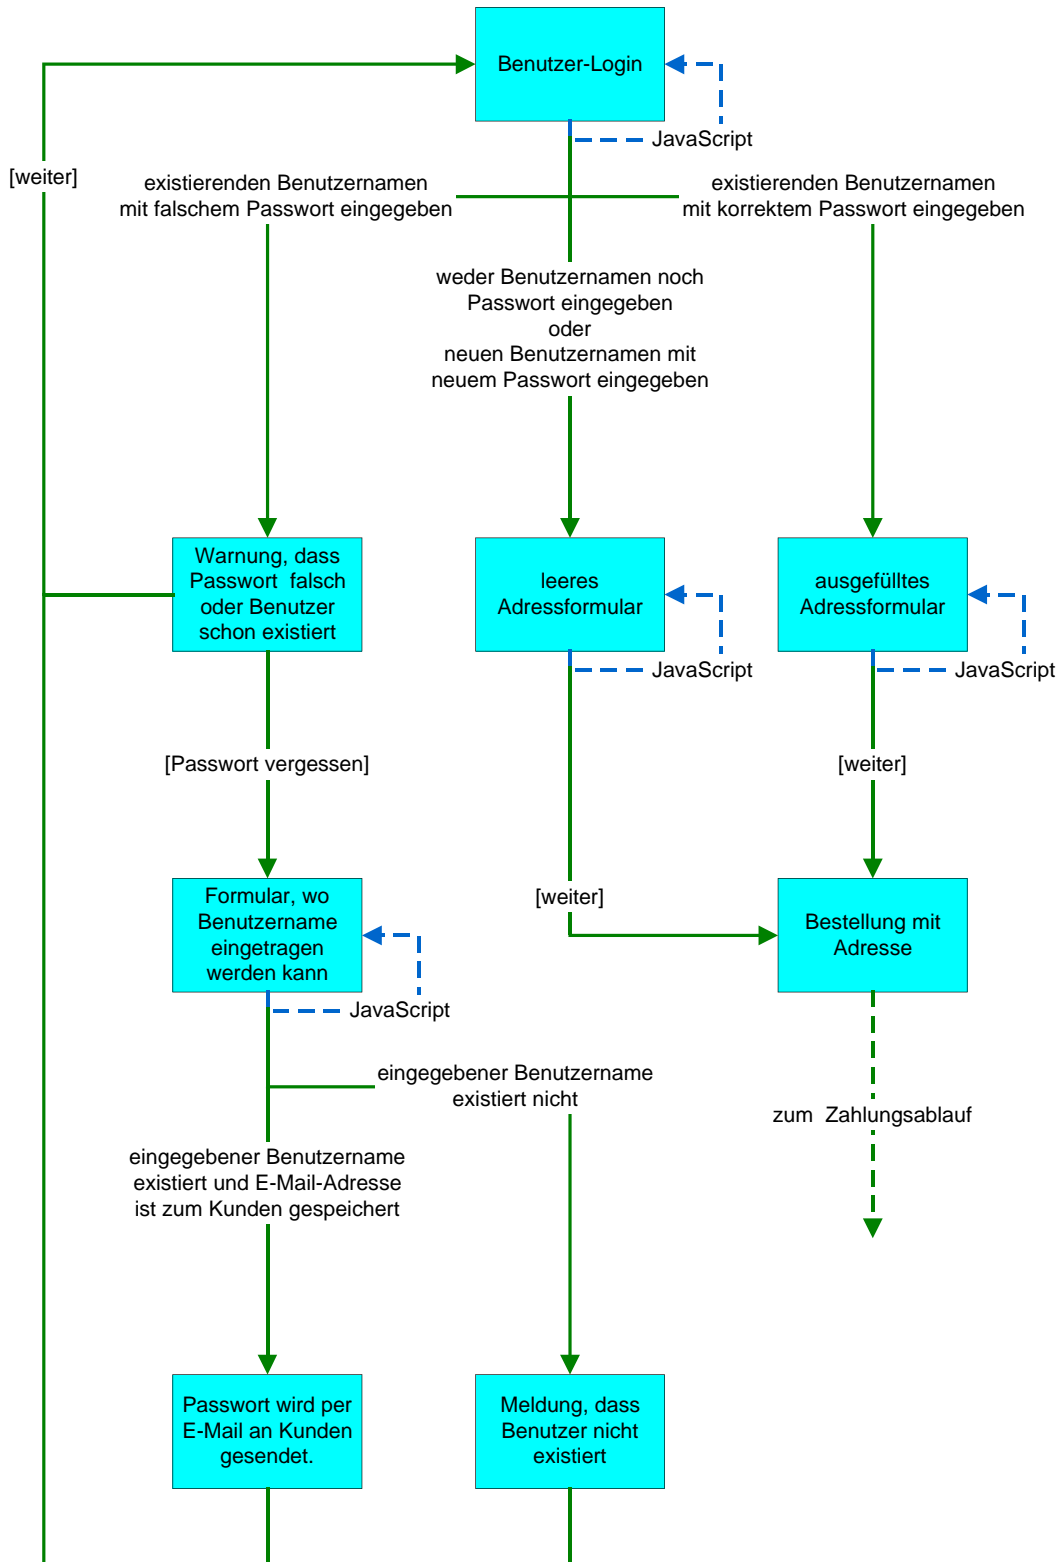 Benutzer-Login
JavaScript
[weiter]
existierenden Benutzernamen
mit falschem Passwort eingegeben
existierenden Benutzernamen
mit korrektem Passwort eingegeben
weder Benutzernamen noch
Passwort eingegeben
oder
neuen Benutzernamen mit
neuem Passwort eingegeben
Warnung, dass
Passwort falsch
oder Benutzer
schon existiert
leeres
Adressformular
ausgefülltes
Adressformular
JavaScript
JavaScript
[Passwort vergessen]
[weiter]
Formular, wo
Benutzername
eingetragen
werden kann
[weiter]
Bestellung mit
Adresse
JavaScript
eingegebener Benutzername
existiert nicht
zum Zahlungsablauf
eingegebener Benutzername
existiert und E-Mail-Adresse
ist zum Kunden gespeichert
Passwort wird per
E-Mail an Kunden
gesendet.
Meldung, dass
Benutzer nicht
existiert